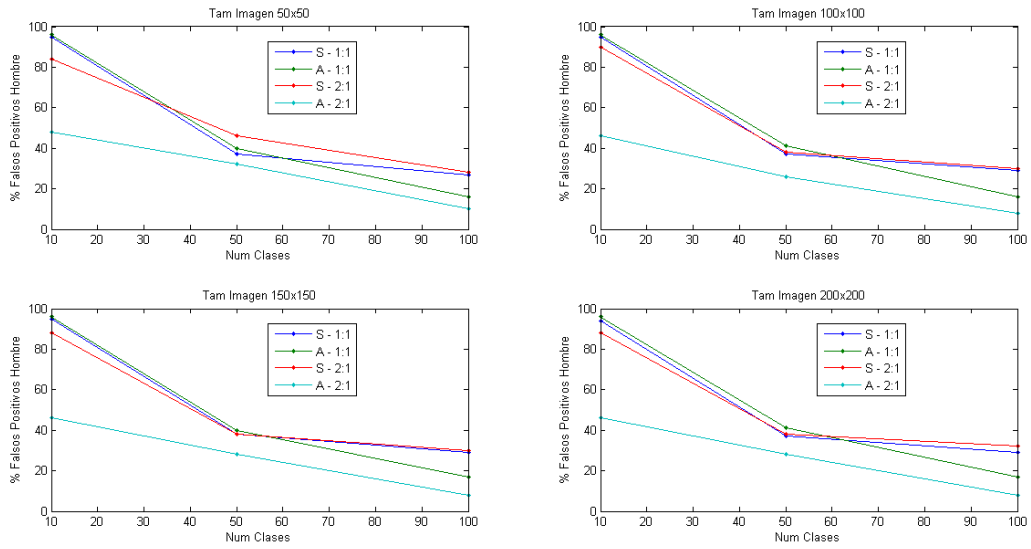 Tam Imagen 50x50
% Falsos Positivos Hombre
100
80
60
40
20
0
S - 1:1
A - 1:1
S - 2:1
A - 2:1
10 20 30 40 50 60 70 80 90 100
Num Clases
Tam Imagen 100x100
% Falsos Positivos Hombre
100
80
60
40
20
0
S - 1:1
A - 1:1
S - 2:1
A - 2:1
10 20 30 40 50 60 70 80 90 100
Num Clases
Tam Imagen 150x150
% Falsos Positivos Hombre
100
80
60
40
20
0
S - 1:1
A - 1:1
S - 2:1
A - 2:1
10 20 30 40 50 60 70 80 90 100
Num Clases
Tam Imagen 200x200
% Falsos Positivos Hombre
100
80
60
40
20
0
S - 1:1
A - 1:1
S - 2:1
A - 2:1
10 20 30 40 50 60 70 80 90 100
Num Clases